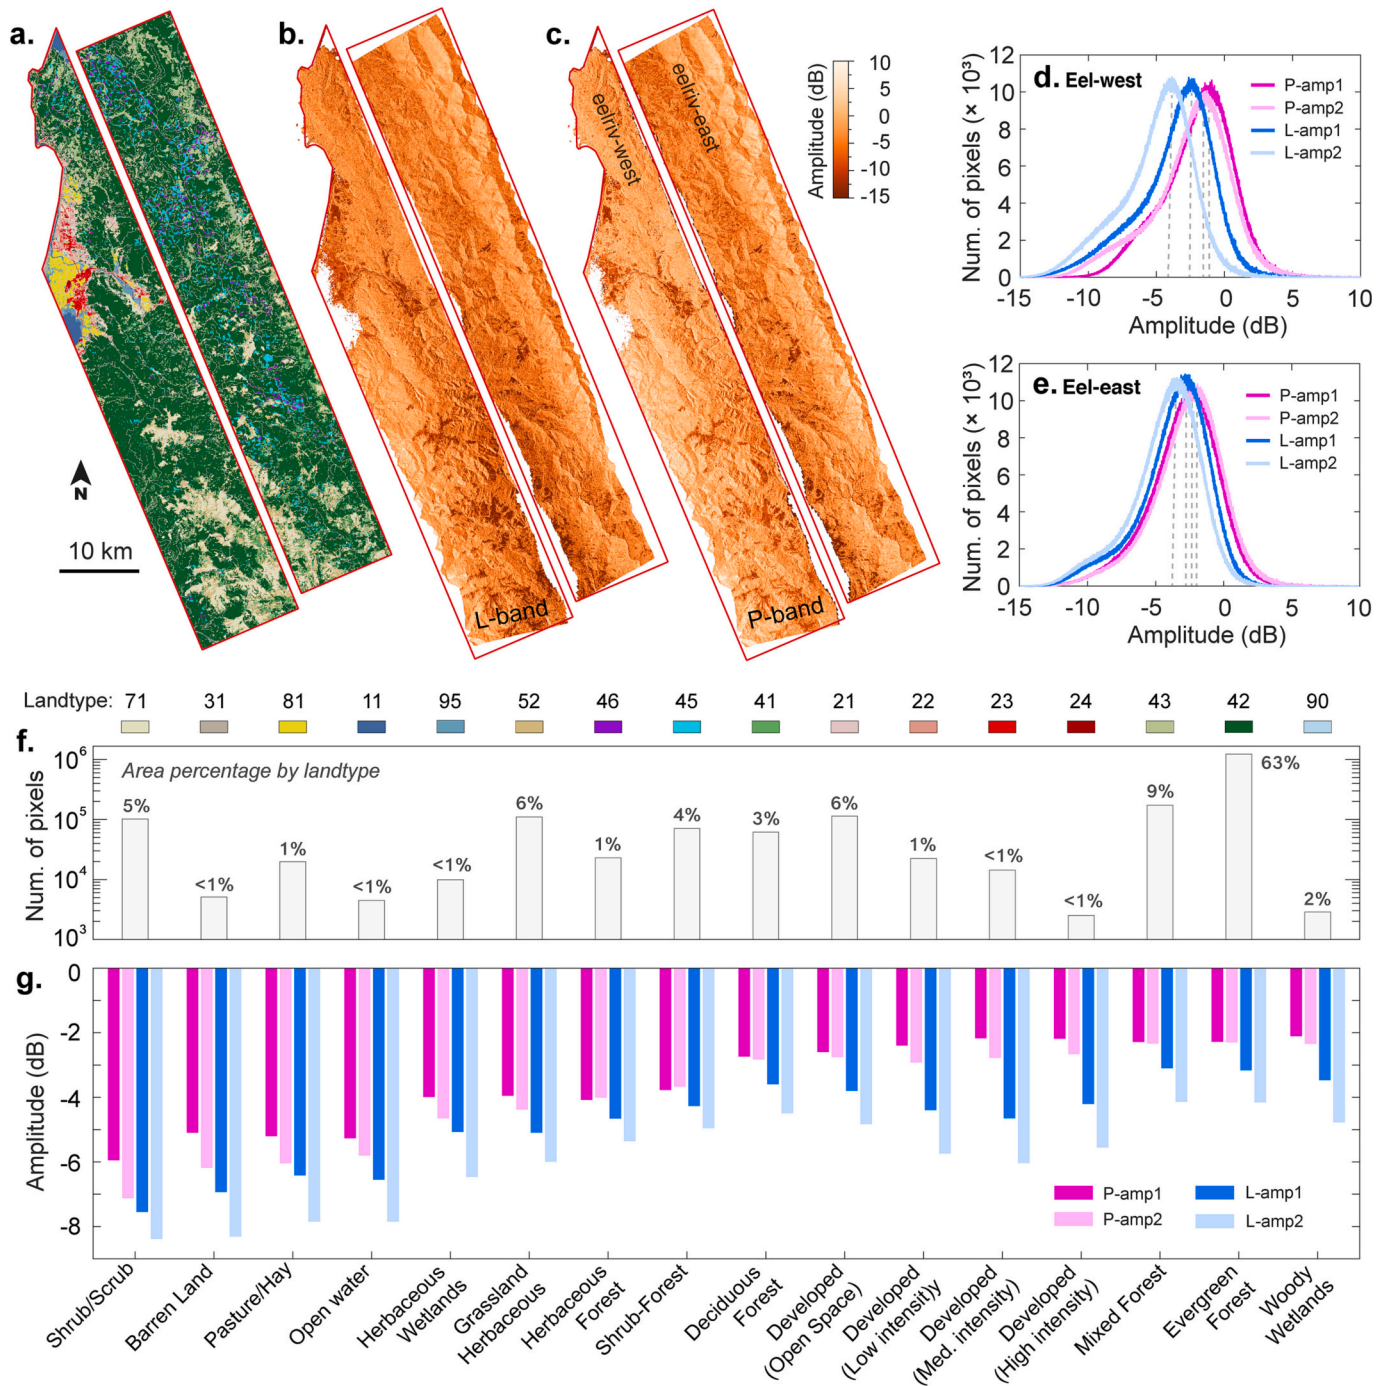 a.
b.
c.
10
5
0
-5
-10
-15
Amplitude (dB)
eelriv-west
eelriv-east
eelriv-west
eelriv-east
L-band
P-band
N
10 km
d. Eel-west
P-amp1
P-amp2
L-amp1
L-amp2
12
10
8
6
4
2
0
Num. of pixels (× 10³)
-15 -10 -5 0 5 10
Amplitude (dB)
e. Eel-east
P-amp1
P-amp2
L-amp1
L-amp2
12
10
8
6
4
2
0
Num. of pixels (× 10³)
-15 -10 -5 0 5 10
Amplitude (dB)
Landtype: 71 31 81 11 95 52 46 45 41 21 22 23 24 43 42 90
f.
Area percentage by landtype
10⁶
10⁵
10⁴
10³
Num. of pixels
5% <1% 1% <1% <1% 6% 1% 4% 3% 6% 1% <1% <1% 9% 63% 2%
g.
0
-2
-4
-6
-8
Amplitude (dB)
P-amp1
P-amp2
L-amp1
L-amp2
Shrub/Scrub
Barren Land
Pasture/Hay
Open water
Herbaceous
Wetlands
Grassland
Herbaceous
Herbaceous
Forest
Shrub-Forest
Deciduous
Forest
Developed
(Open Space)
Developed
(Low intensit)y
Developed
(Med. intensity)
Developed
(High intensity)
Mixed Forest
Evergreen
Forest
Woody
Wetlands